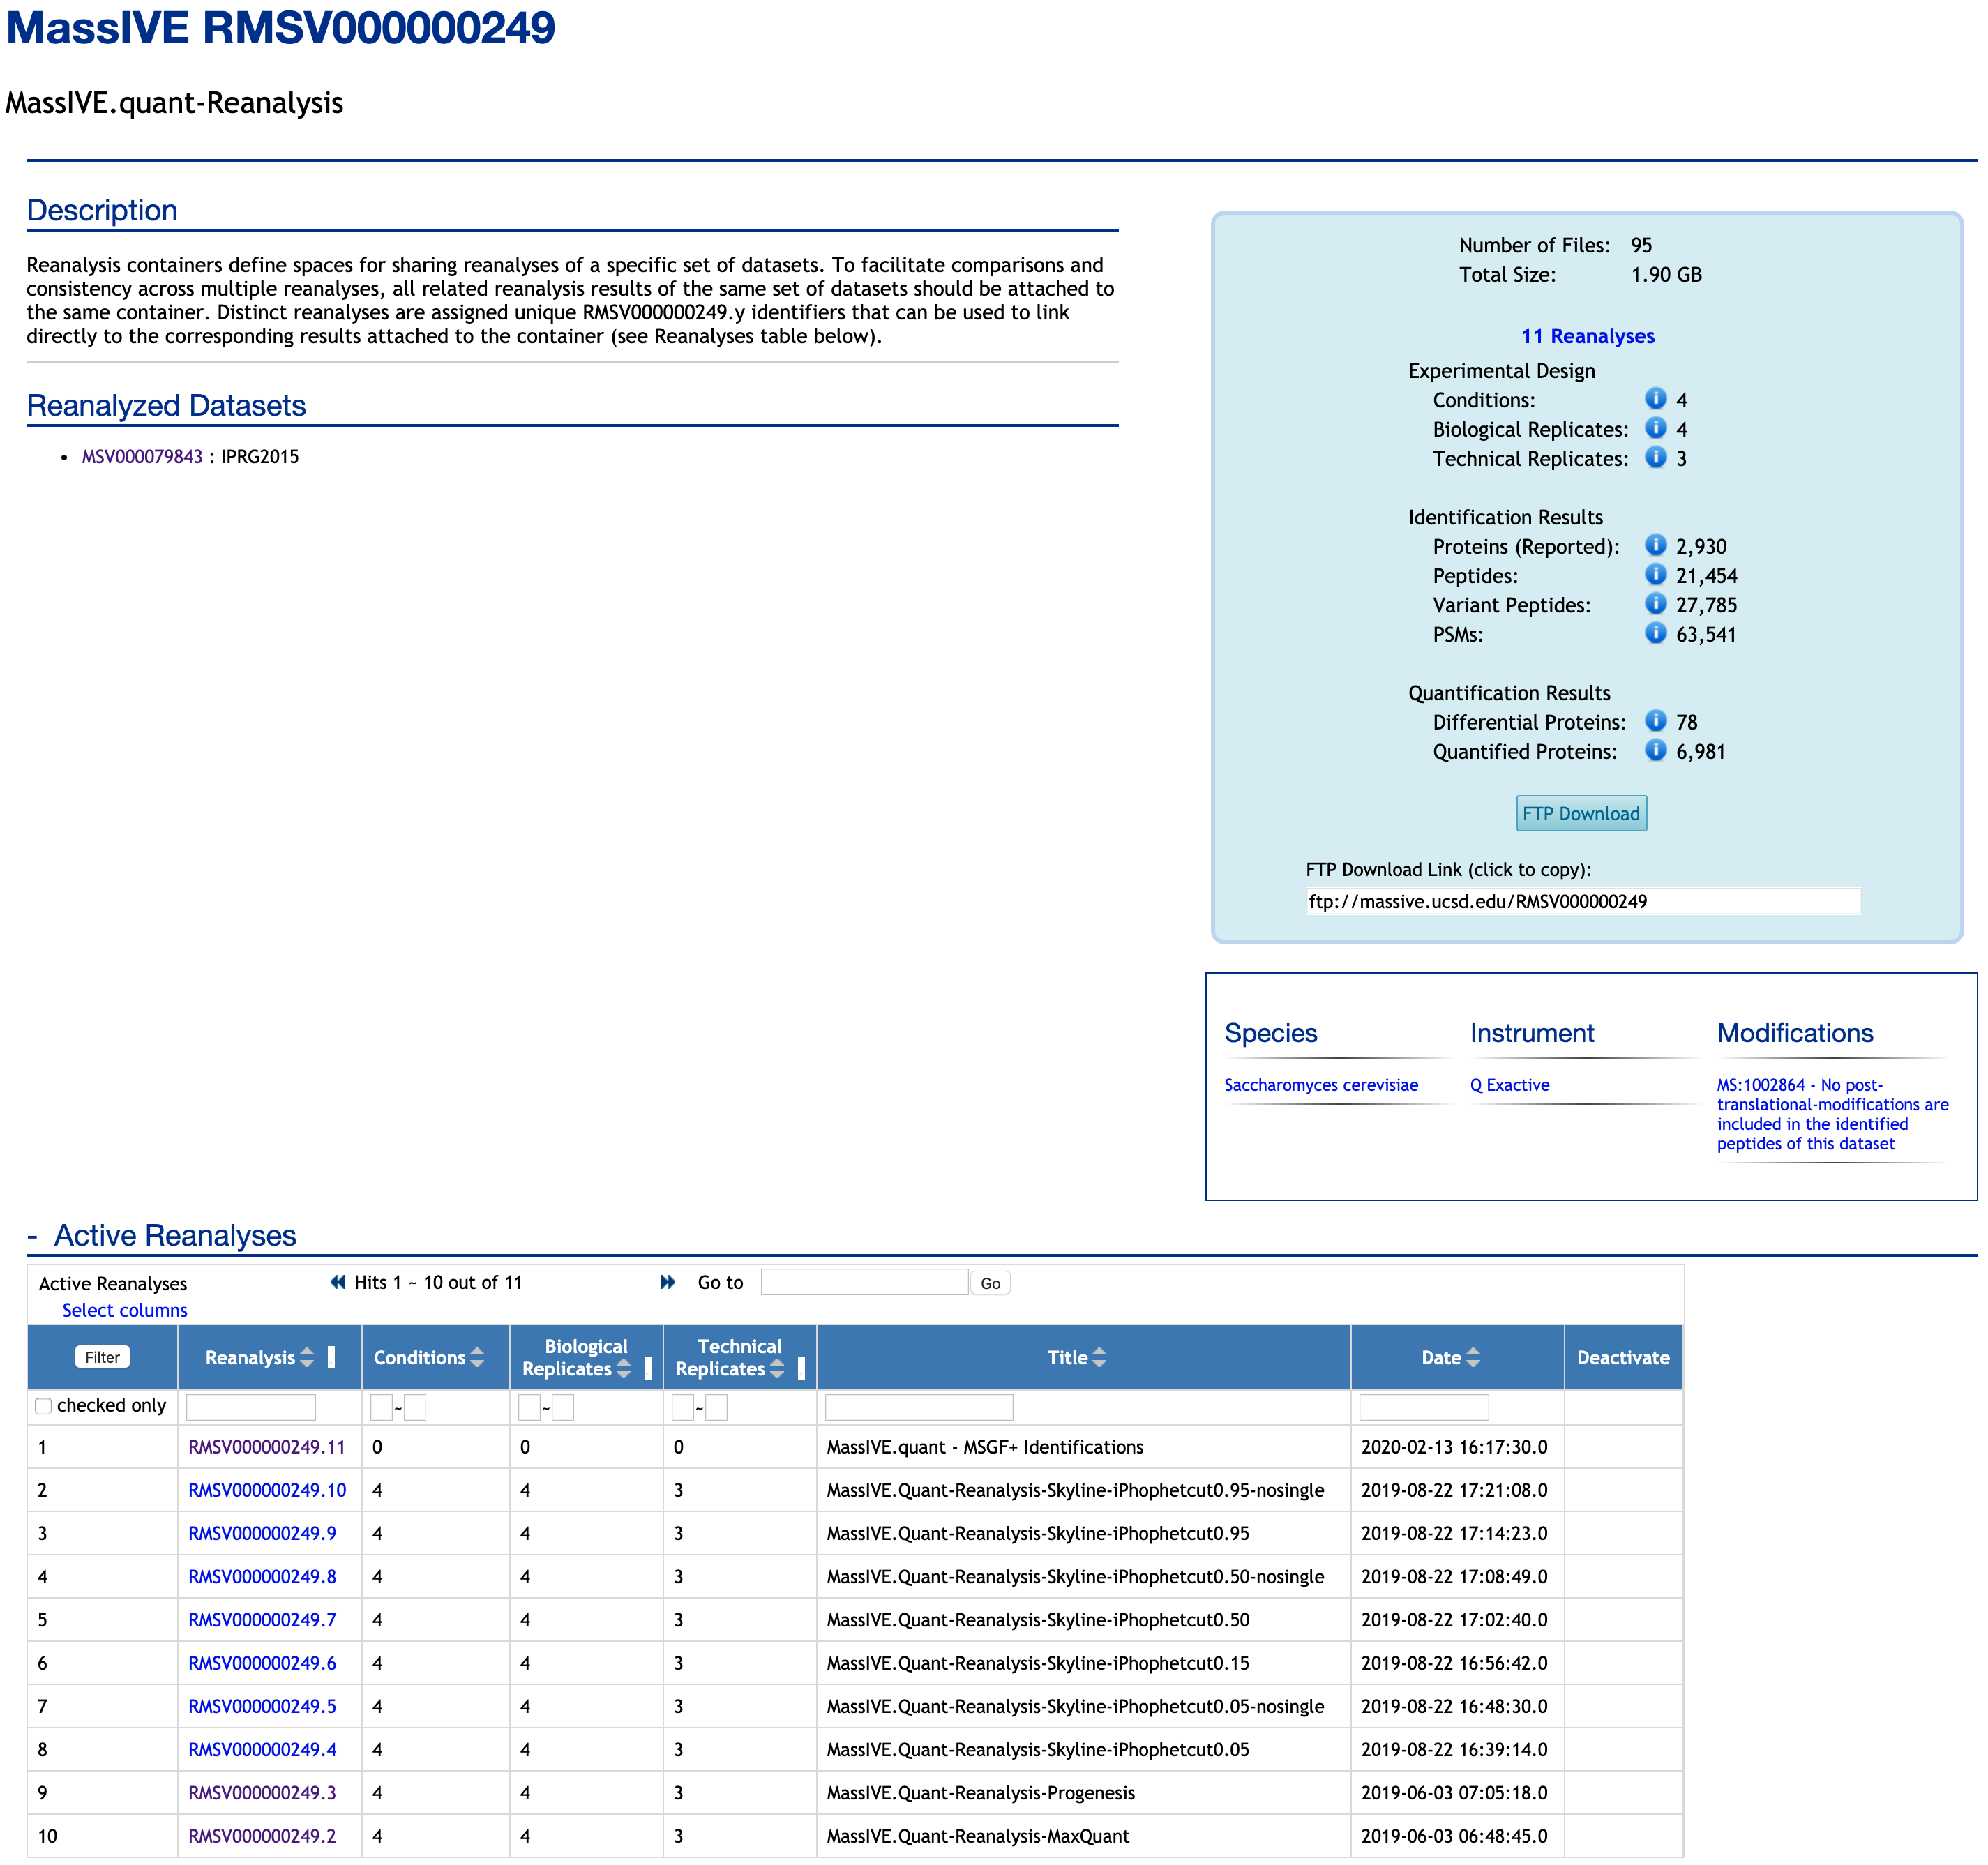 MassIVE RMSV000000249
MassIVE.quant-Reanalysis
Description
Reanalysis containers define spaces for sharing reanalyses of a specific set of datasets. To facilitate comparisons and
consistency across multiple reanalyses, all related reanalysis results of the same set of datasets should be attached to
the same container. Distinct reanalyses are assigned unique RMSV000000249.y identifiers that can be used to link
directly to the corresponding results attached to the container (see Reanalyses table below).
Reanalyzed Datasets
• MSV000079843 : IPRG2015
Number of Files: 95
Total Size: 1.90 GB
11 Reanalyses
Experimental Design
Conditions: i 4
Biological Replicates: i 4
Technical Replicates: i 3
Identification Results
Proteins (Reported): i 2,930
Peptides: i 21,454
Variant Peptides: i 27,785
PSMs: i 63,541
Quantification Results
Differential Proteins: i 78
Quantified Proteins: i 6,981
FTP Download
FTP Download Link (click to copy):
ftp://massive.ucsd.edu/RMSV000000249
Species
Saccharomyces cerevisiae
Instrument
Q Exactive
Modifications
MS:1002864 - No post-
translational-modifications are
included in the identified
peptides of this dataset
- Active Reanalyses
Active Reanalyses Hits 1 ~ 10 out of 11 Go to Go
Select columns
Filter Reanalysis Conditions Biological Replicates Technical Replicates Title Date Deactivate
checked only ~ ~ ~
1 RMSV000000249.11 0 0 0 MassIVE.quant - MSGF+ Identifications 2020-02-13 16:17:30.0
2 RMSV000000249.10 4 4 3 MassIVE.Quant-Reanalysis-Skyline-iPhophetcut0.95-nosingle 2019-08-22 17:21:08.0
3 RMSV000000249.9 4 4 3 MassIVE.Quant-Reanalysis-Skyline-iPhophetcut0.95 2019-08-22 17:14:23.0
4 RMSV000000249.8 4 4 3 MassIVE.Quant-Reanalysis-Skyline-iPhophetcut0.50-nosingle 2019-08-22 17:08:49.0
5 RMSV000000249.7 4 4 3 MassIVE.Quant-Reanalysis-Skyline-iPhophetcut0.50 2019-08-22 17:02:40.0
6 RMSV000000249.6 4 4 3 MassIVE.Quant-Reanalysis-Skyline-iPhophetcut0.15 2019-08-22 16:56:42.0
7 RMSV000000249.5 4 4 3 MassIVE.Quant-Reanalysis-Skyline-iPhophetcut0.05-nosingle 2019-08-22 16:48:30.0
8 RMSV000000249.4 4 4 3 MassIVE.Quant-Reanalysis-Skyline-iPhophetcut0.05 2019-08-22 16:39:14.0
9 RMSV000000249.3 4 4 3 MassIVE.Quant-Reanalysis-Progenesis 2019-06-03 07:05:18.0
10 RMSV000000249.2 4 4 3 MassIVE.Quant-Reanalysis-MaxQuant 2019-06-03 06:48:45.0